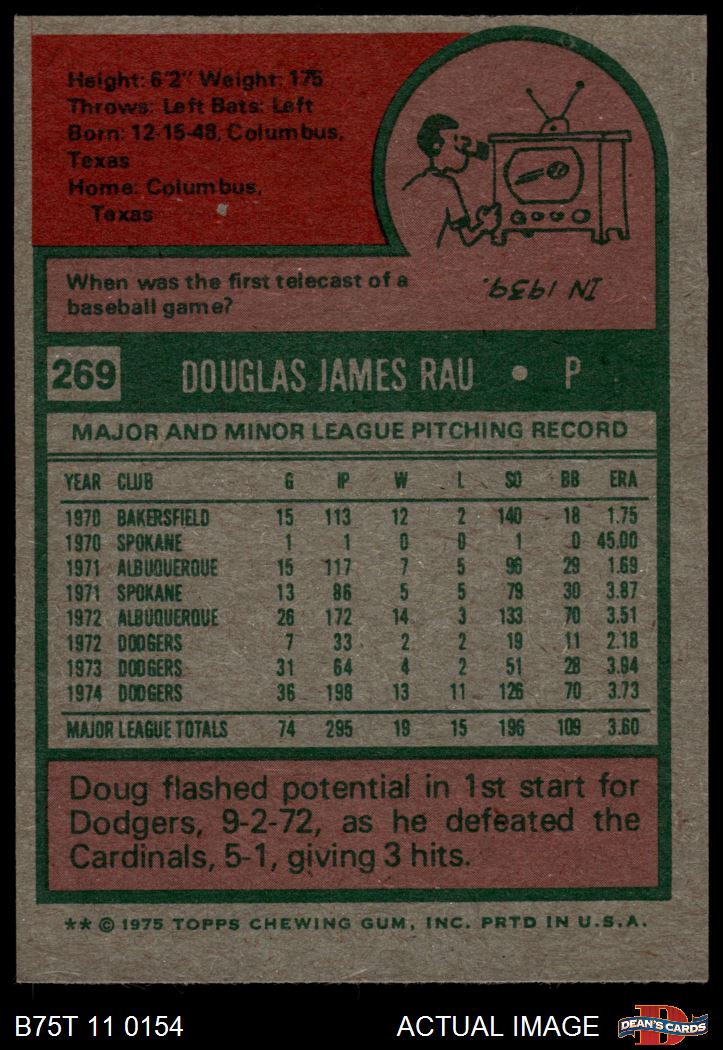 Height: 6'2" Weight: 175
Throws: Left Bats: Left
Born: 12-15-48, Columbus,
Texas
Home: Columbus,
Texas
When was the first telecast of a
baseball game?
IN 1939.
269 DOUGLAS JAMES RAU • P
MAJOR AND MINOR LEAGUE PITCHING RECORD
YEAR CLUB G IP W L SO BB ERA
1970 BAKERSFIELD 15 113 12 2 140 18 1.75
1970 SPOKANE 1 1 0 0 1 0 45.00
1971 ALBUQUERQUE 15 117 7 5 96 29 1.69
1971 SPOKANE 13 86 5 5 79 30 3.87
1972 ALBUQUERQUE 26 172 14 3 133 70 3.51
1972 DODGERS 7 33 2 2 19 11 2.18
1973 DODGERS 31 64 4 2 51 28 3.94
1974 DODGERS 36 198 13 11 126 70 3.73
MAJOR LEAGUE TOTALS 74 295 19 15 196 109 3.60
Doug flashed potential in 1st start for
Dodgers, 9-2-72, as he defeated the
Cardinals, 5-1, giving 3 hits.
** © 1975 TOPPS CHEWING GUM, INC. PRTD IN U.S.A.
B75T 11 0154 ACTUAL IMAGE
D
DEAN'S CARDS